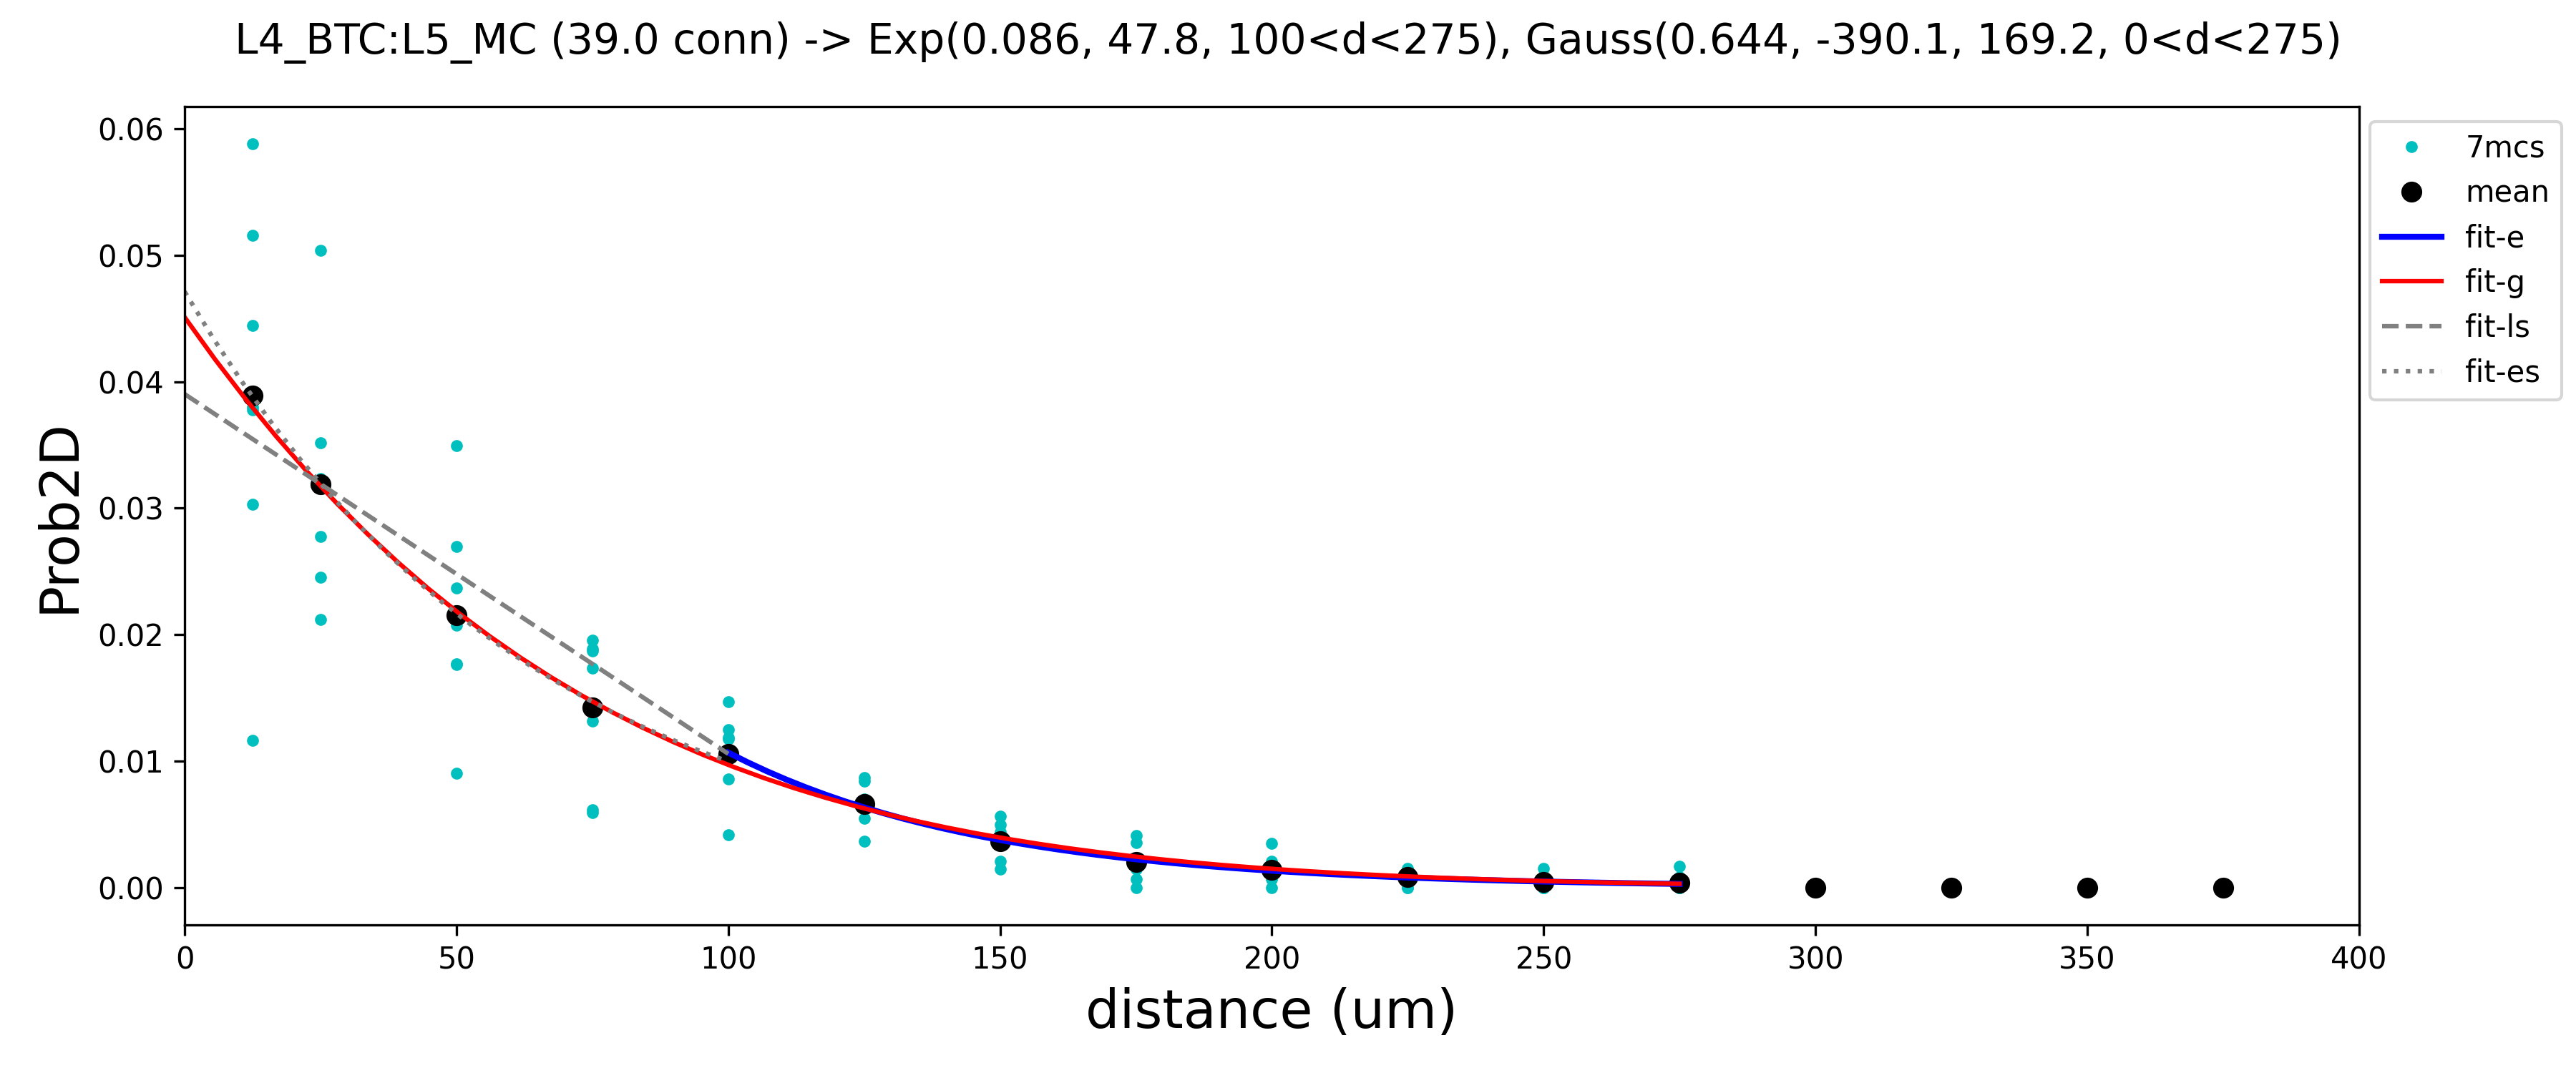 L4_BTC:L5_MC (39.0 conn) -> Exp(0.086, 47.8, 100<d<275), Gauss(0.644, -390.1, 169.2, 0<d<275)
0.06
0.05
0.04
0.03
0.02
0.01
0.00
Prob2D
0 50 100 150 200 250 300 350 400
distance (um)
7mcs
mean
fit-e
fit-g
fit-ls
fit-es